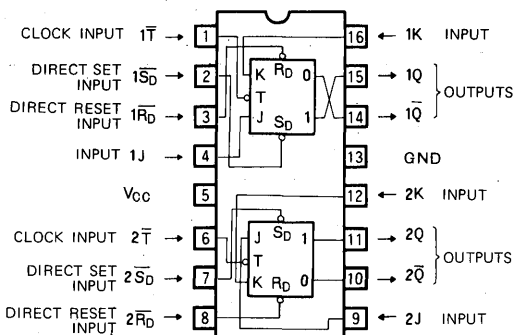 CLOCK INPUT 1T̅ → 1 16 ← 1K INPUT
DIRECT SET INPUT 1S̅D̅ → 2 15 → 1Q
DIRECT RESET INPUT 1R̅D̅ → 3 14 → 1Q̅
OUTPUTS
INPUT 1J → 4 13 GND
K RD 0
T
J SD 1
VCC 5 12 ← 2K INPUT
CLOCK INPUT 2T̅ → 6 11 → 2Q
DIRECT SET INPUT 2S̅D̅ → 7 10 → 2Q̅
OUTPUTS
DIRECT RESET INPUT 2R̅D̅ → 8 9 ← 2J INPUT
J SD 1
T
K RD 0